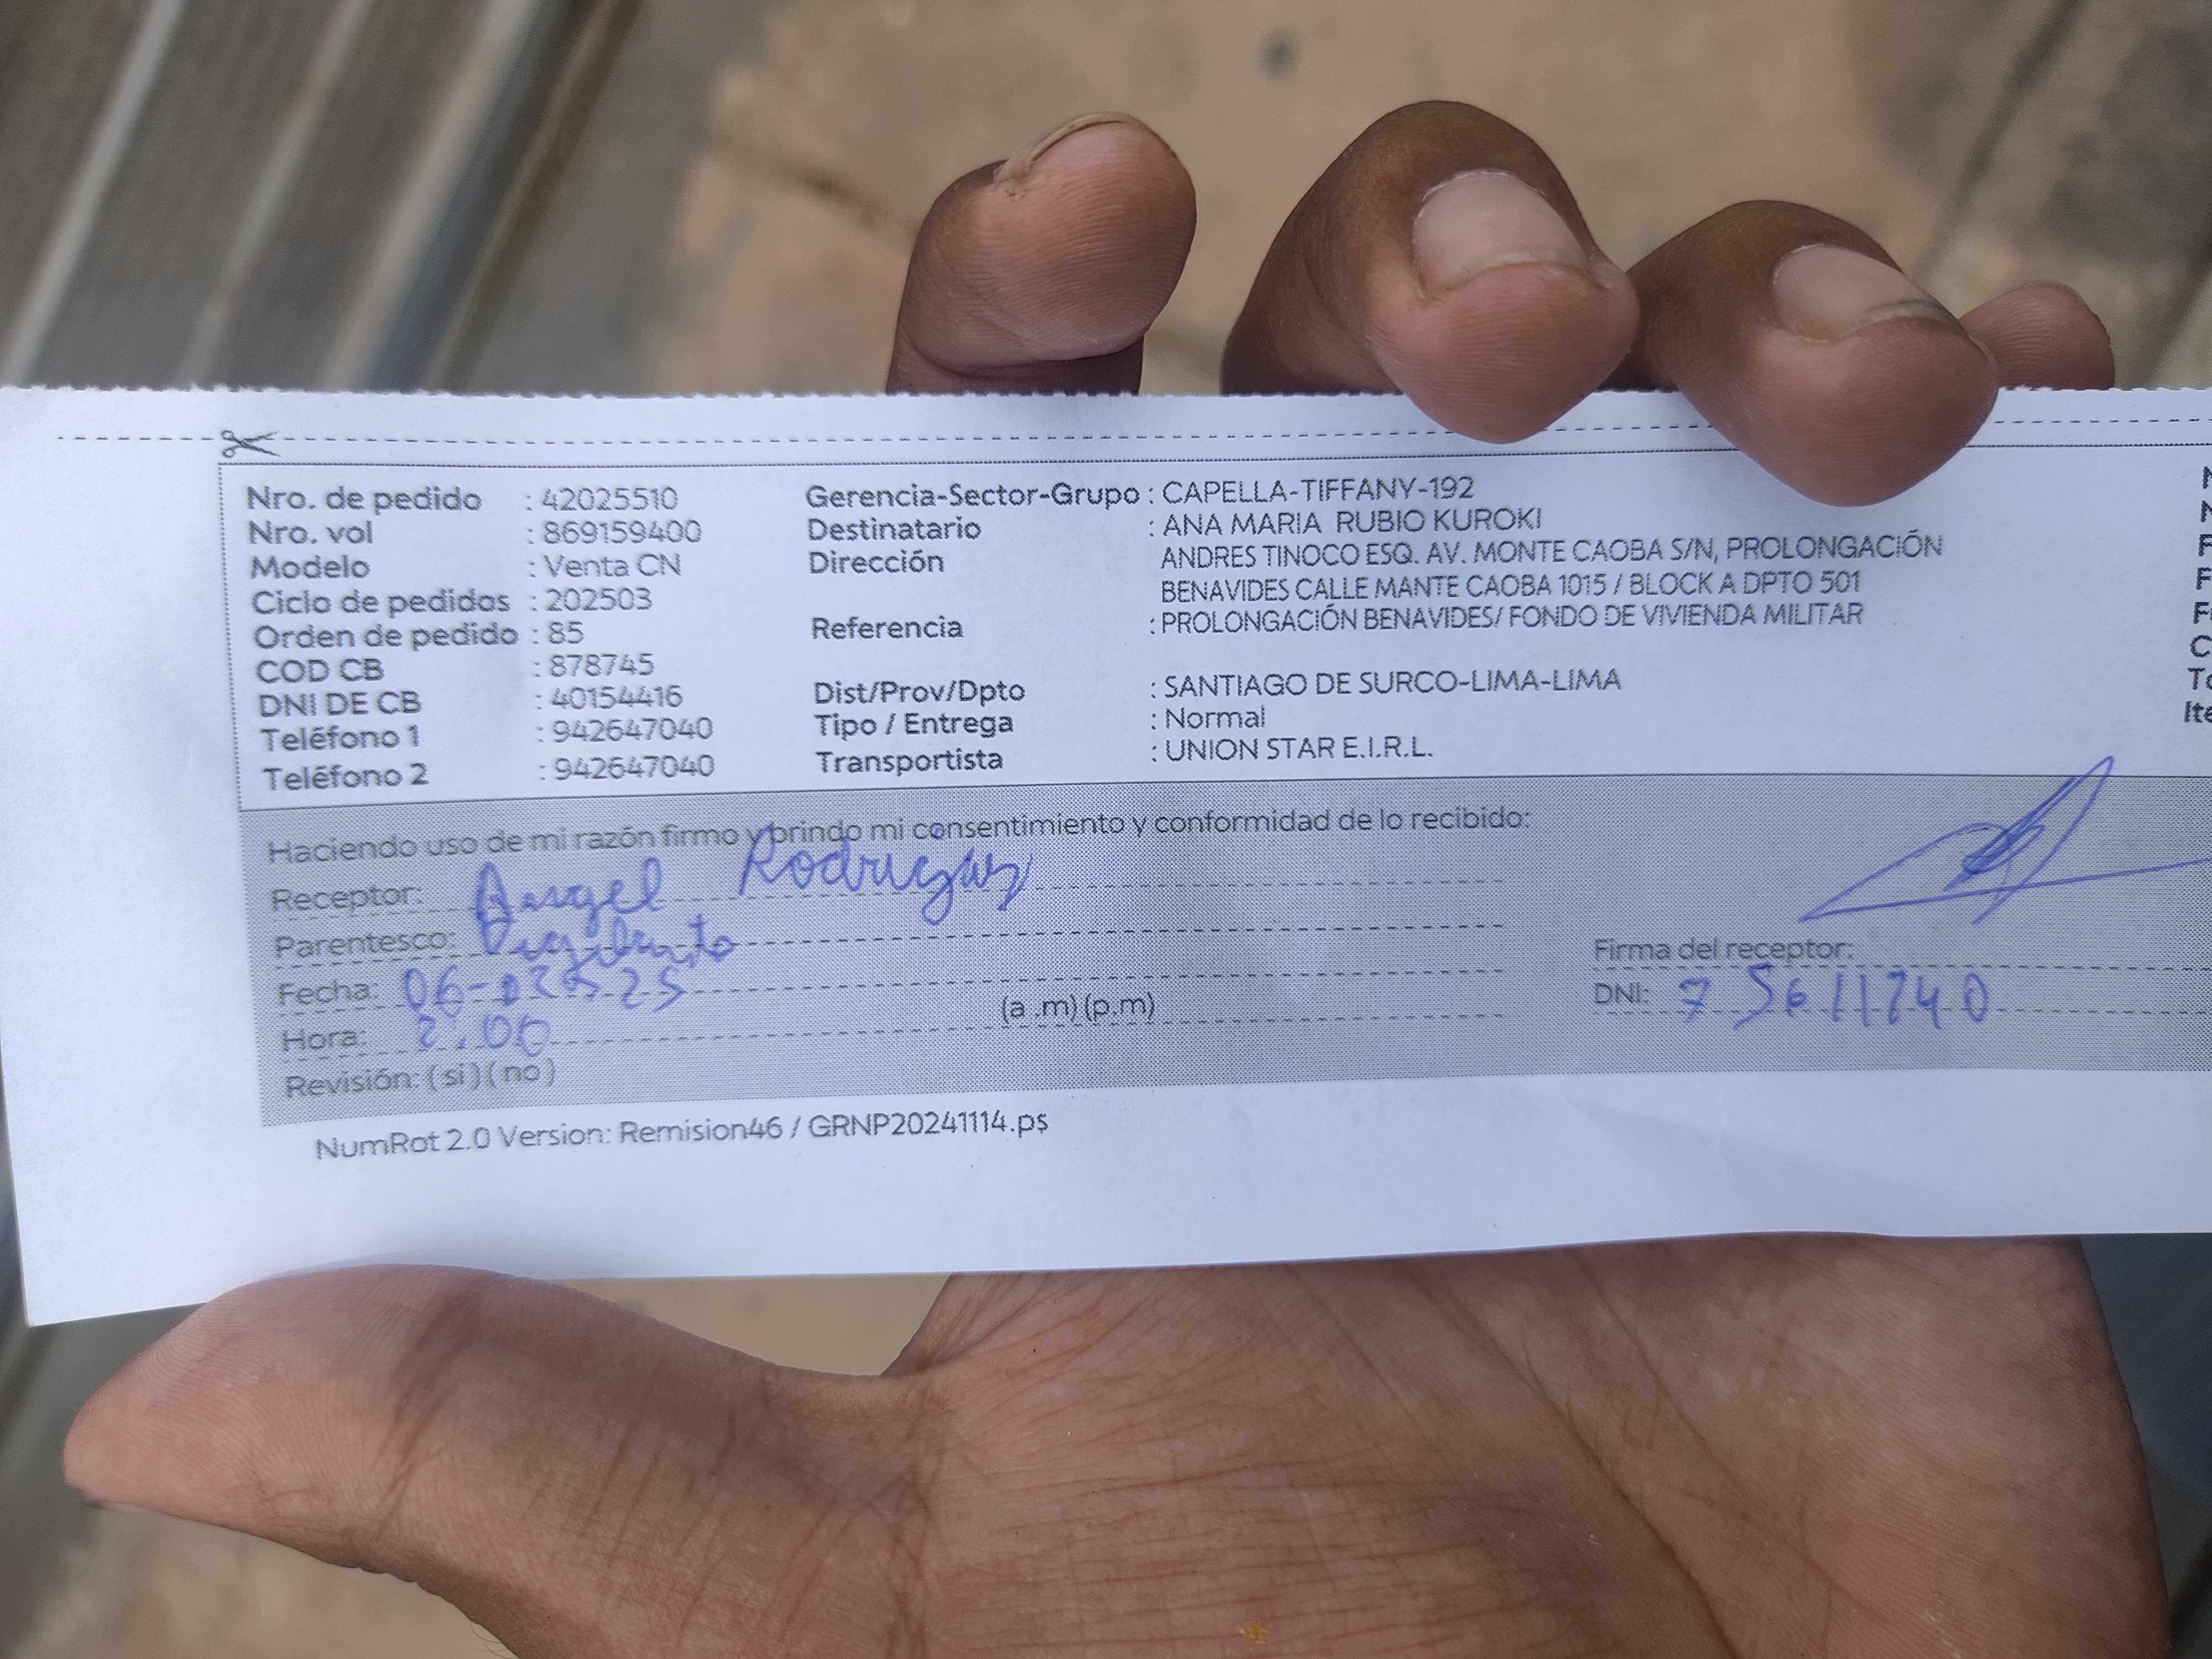 Nro. de pedido : 42025510
Nro. vol : 869159400
Modelo : Venta CN
Ciclo de pedidos : 202503
Orden de pedido : 85
COD CB : 878745
DNI DE CB : 40154416
Teléfono 1 : 942647040
Teléfono 2 : 942647040
Gerencia-Sector-Grupo : CAPELLA-TIFFANY-192
Destinatario : ANA MARIA RUBIO KUROKI
Dirección ANDRES TINOCO ESQ. AV. MONTE CAOBA S/N, PROLONGACIÓN
BENAVIDES CALLE MANTE CAOBA 1015 / BLOCK A DPTO 501
Referencia : PROLONGACIÓN BENAVIDES/ FONDO DE VIVIENDA MILITAR
Dist/Prov/Dpto : SANTIAGO DE SURCO-LIMA-LIMA
Tipo / Entrega : Normal
Transportista : UNION STAR E.I.R.L.
Haciendo uso de mi razón firmo y brindo mi consentimiento y conformidad de lo recibido:
Receptor: Angel Rodriguez
Parentesco:
Fecha:
Hora: 2:00 (a .m) (p.m)
Revisión: ( si ) ( no )
Firma del receptor:
DNI: 75611740
NumRot 2.0 Version: Remision46 / GRNP20241114.ps